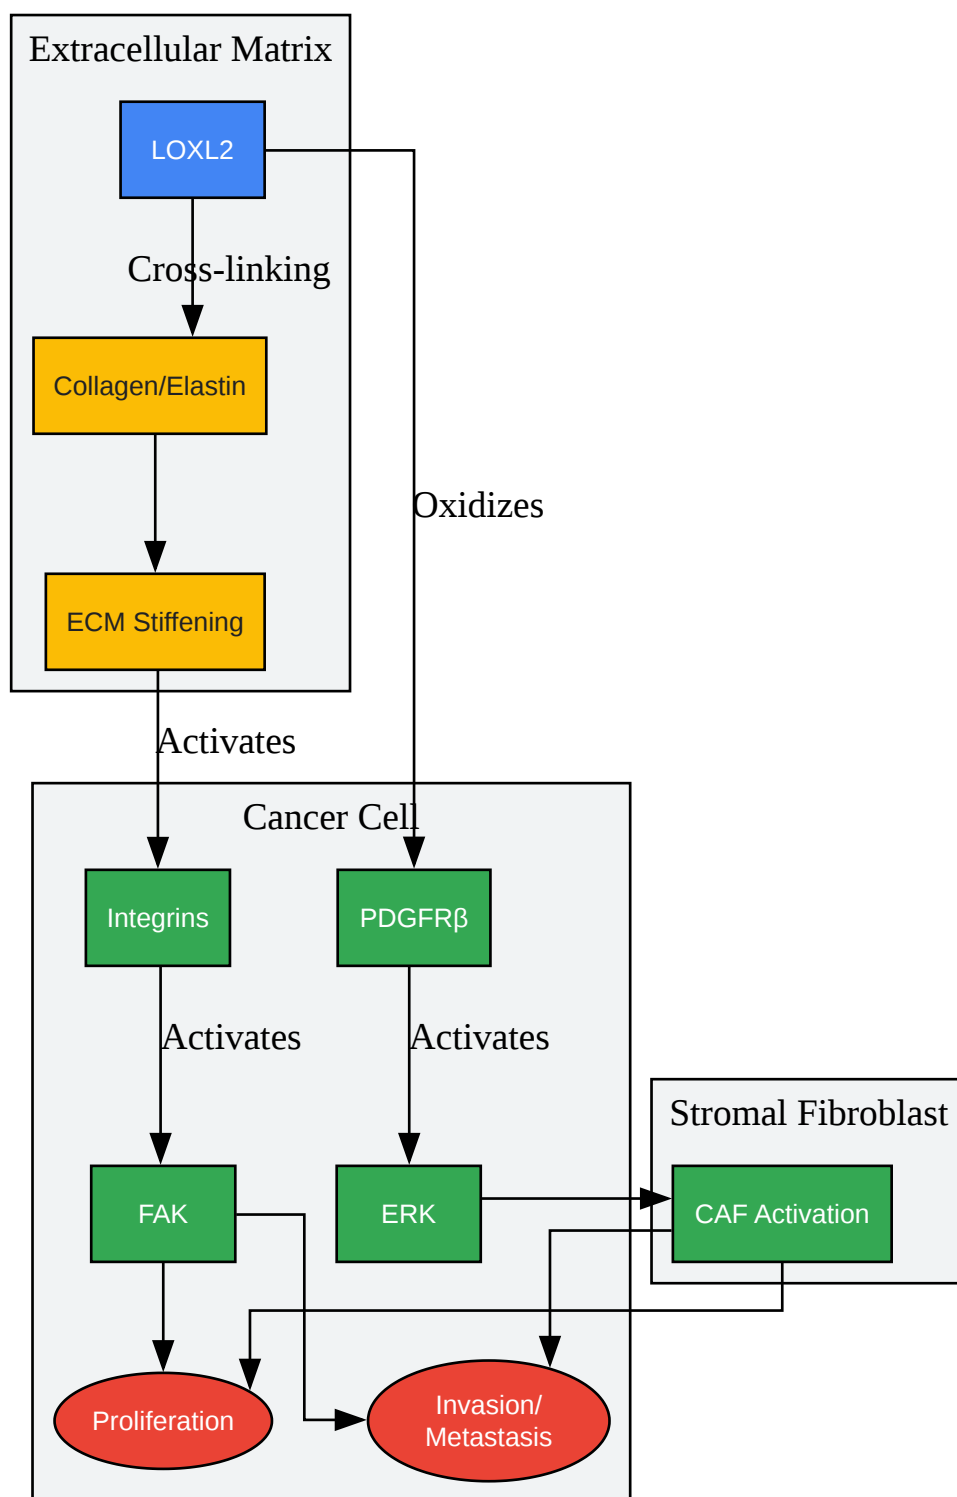 Extracellular Matrix
LOXL2
Cross-linking
Collagen/Elastin
Oxidizes
ECM Stiffening
Activates
Cancer Cell
Integrins
PDGFRβ
Activates
Activates
Stromal Fibroblast
FAK
ERK
CAF Activation
Proliferation
Invasion/
Metastasis